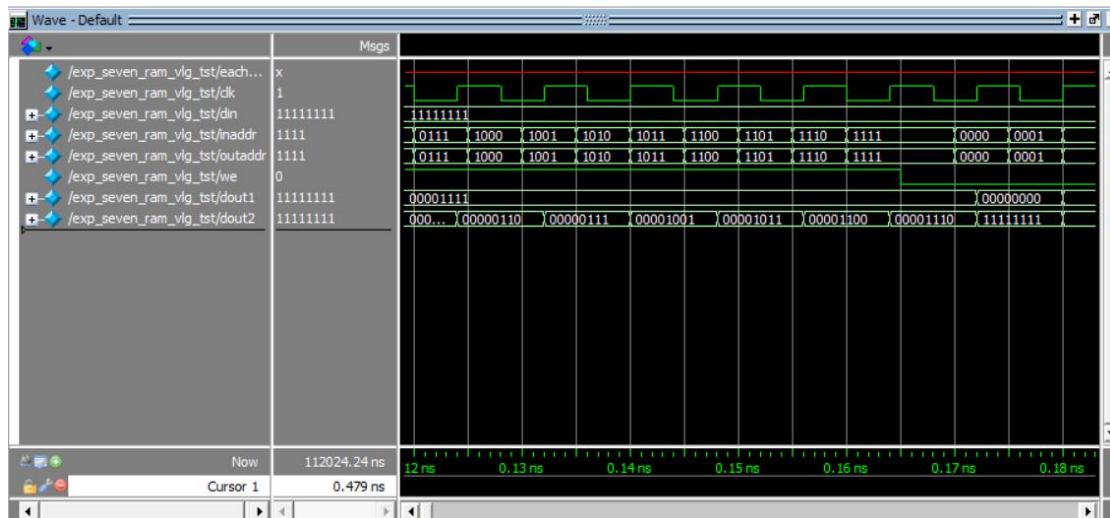 Wave - Default
Msgs
/exp_seven_ram_vlg_tst/each... x
/exp_seven_ram_vlg_tst/clk 1
/exp_seven_ram_vlg_tst/din 11111111 11111111
/exp_seven_ram_vlg_tst/inaddr 1111 0111 1000 1001 1010 1011 1100 1101 1110 1111 0000 0001
/exp_seven_ram_vlg_tst/outaddr 1111 0111 1000 1001 1010 1011 1100 1101 1110 1111 0000 0001
/exp_seven_ram_vlg_tst/we 0
/exp_seven_ram_vlg_tst/dout1 11111111 00001111 00000000
/exp_seven_ram_vlg_tst/dout2 11111111 000... 00000110 00000111 00001001 00001011 00001100 00001110 11111111
Now 112024.24 ns 12 ns 0.13 ns 0.14 ns 0.15 ns 0.16 ns 0.17 ns 0.18 ns
Cursor 1 0.479 ns